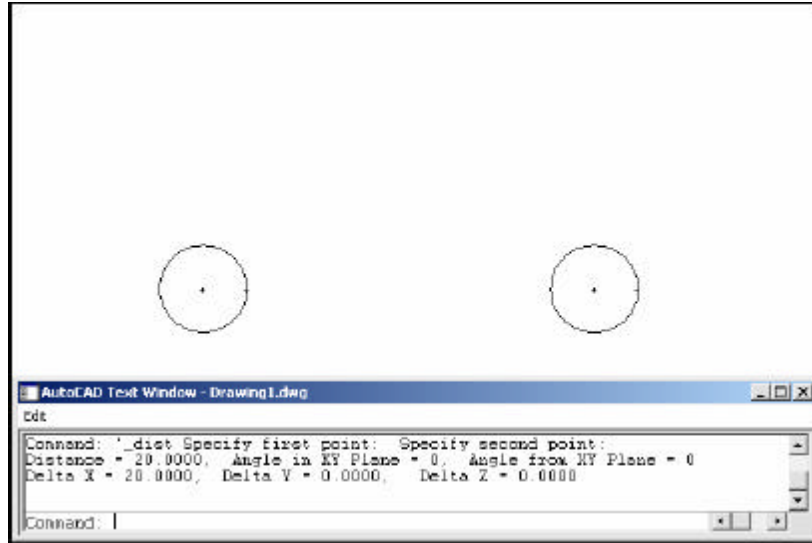 AutoCAD Text Window - Drawing1.dwg
Edit
Command: '_dist Specify first point: Specify second point:
Distance = 20.0000, Angle in XY Plane = 0, Angle from XY Plane = 0
Delta X = 20.0000, Delta Y = 0.0000, Delta Z = 0.0000
Command: